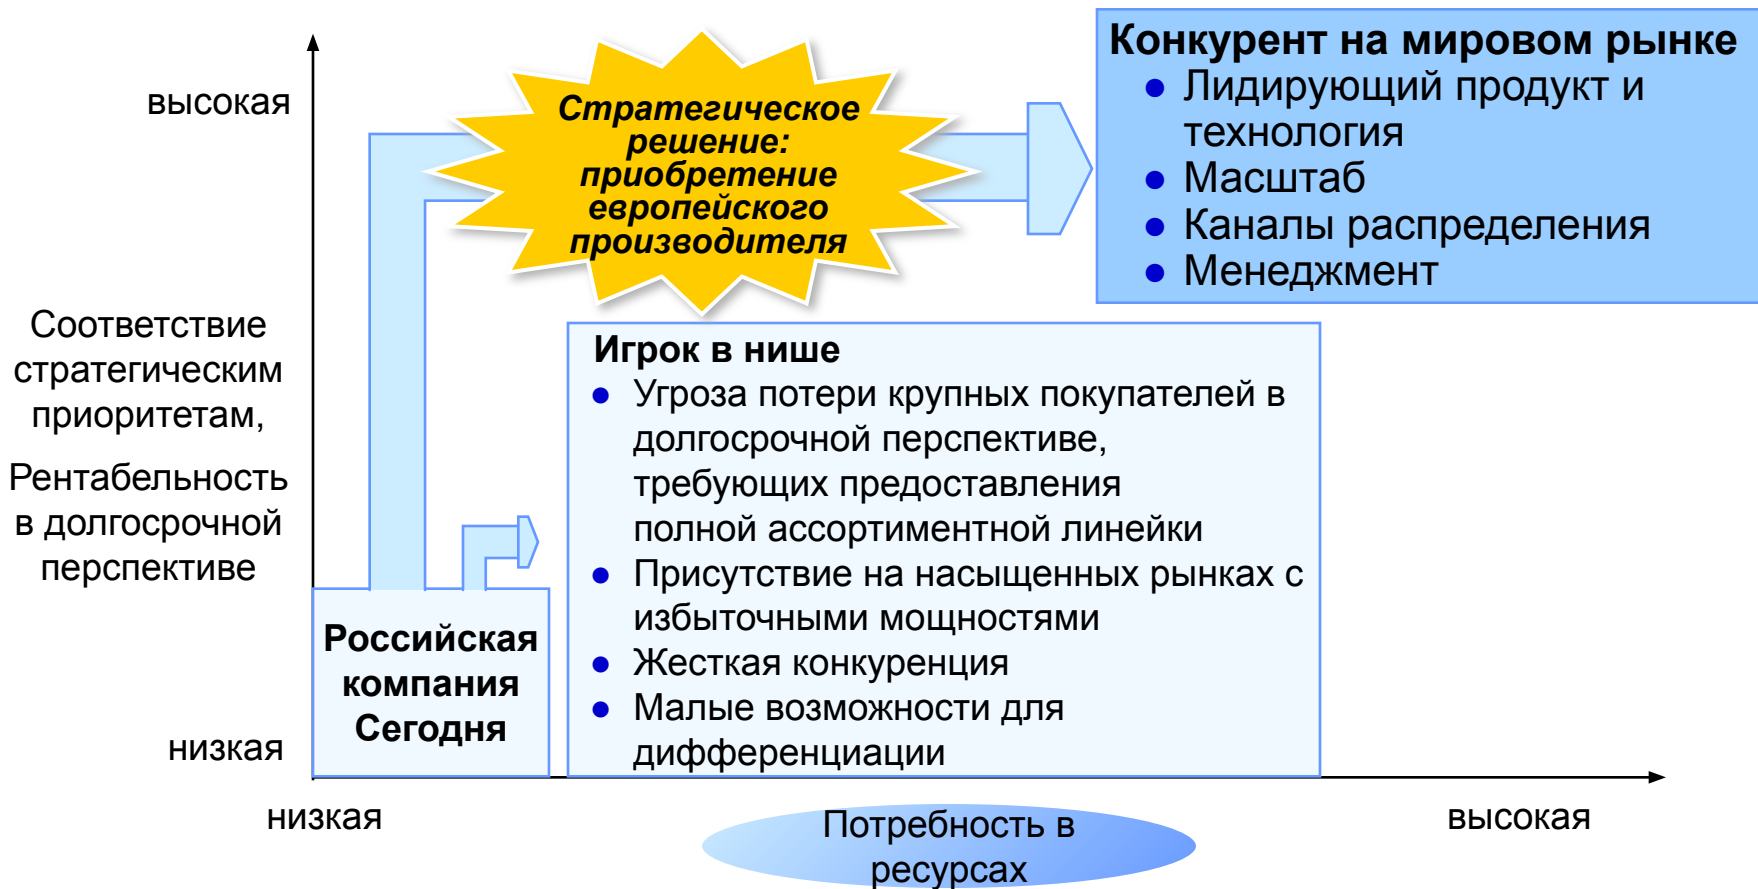 высокая
Стратегическое
решение:
приобретение
европейского
производителя
Конкурент на мировом рынке
● Лидирующий продукт и
технология
● Масштаб
● Каналы распределения
● Менеджмент
Соответствие
стратегическим
приоритетам,
Рентабельность
в долгосрочной
перспективе
Игрок в нише
● Угроза потери крупных покупателей в
долгосрочной перспективе,
требующих предоставления
полной ассортиментной линейки
● Присутствие на насыщенных рынках с
избыточными мощностями
● Жесткая конкуренция
● Малые возможности для
дифференциации
Российская
компания
Сегодня
низкая
низкая
Потребность в
ресурсах
высокая